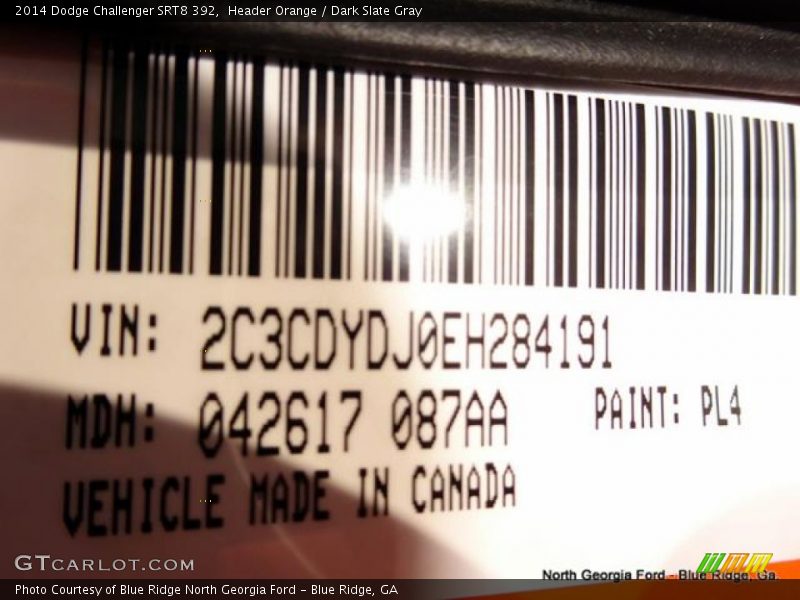 2014 Dodge Challenger SRT8 392,  Header Orange / Dark Slate Gray
VIN: 2C3CDYDJ0EH284191
MDH: 042617 087AA PAINT: PL4
VEHICLE MADE IN CANADA
GTCARLOT.COM
North Georgia Ford - Blue Ridge, Ga.
Photo Courtesy of Blue Ridge North Georgia Ford – Blue Ridge, GA